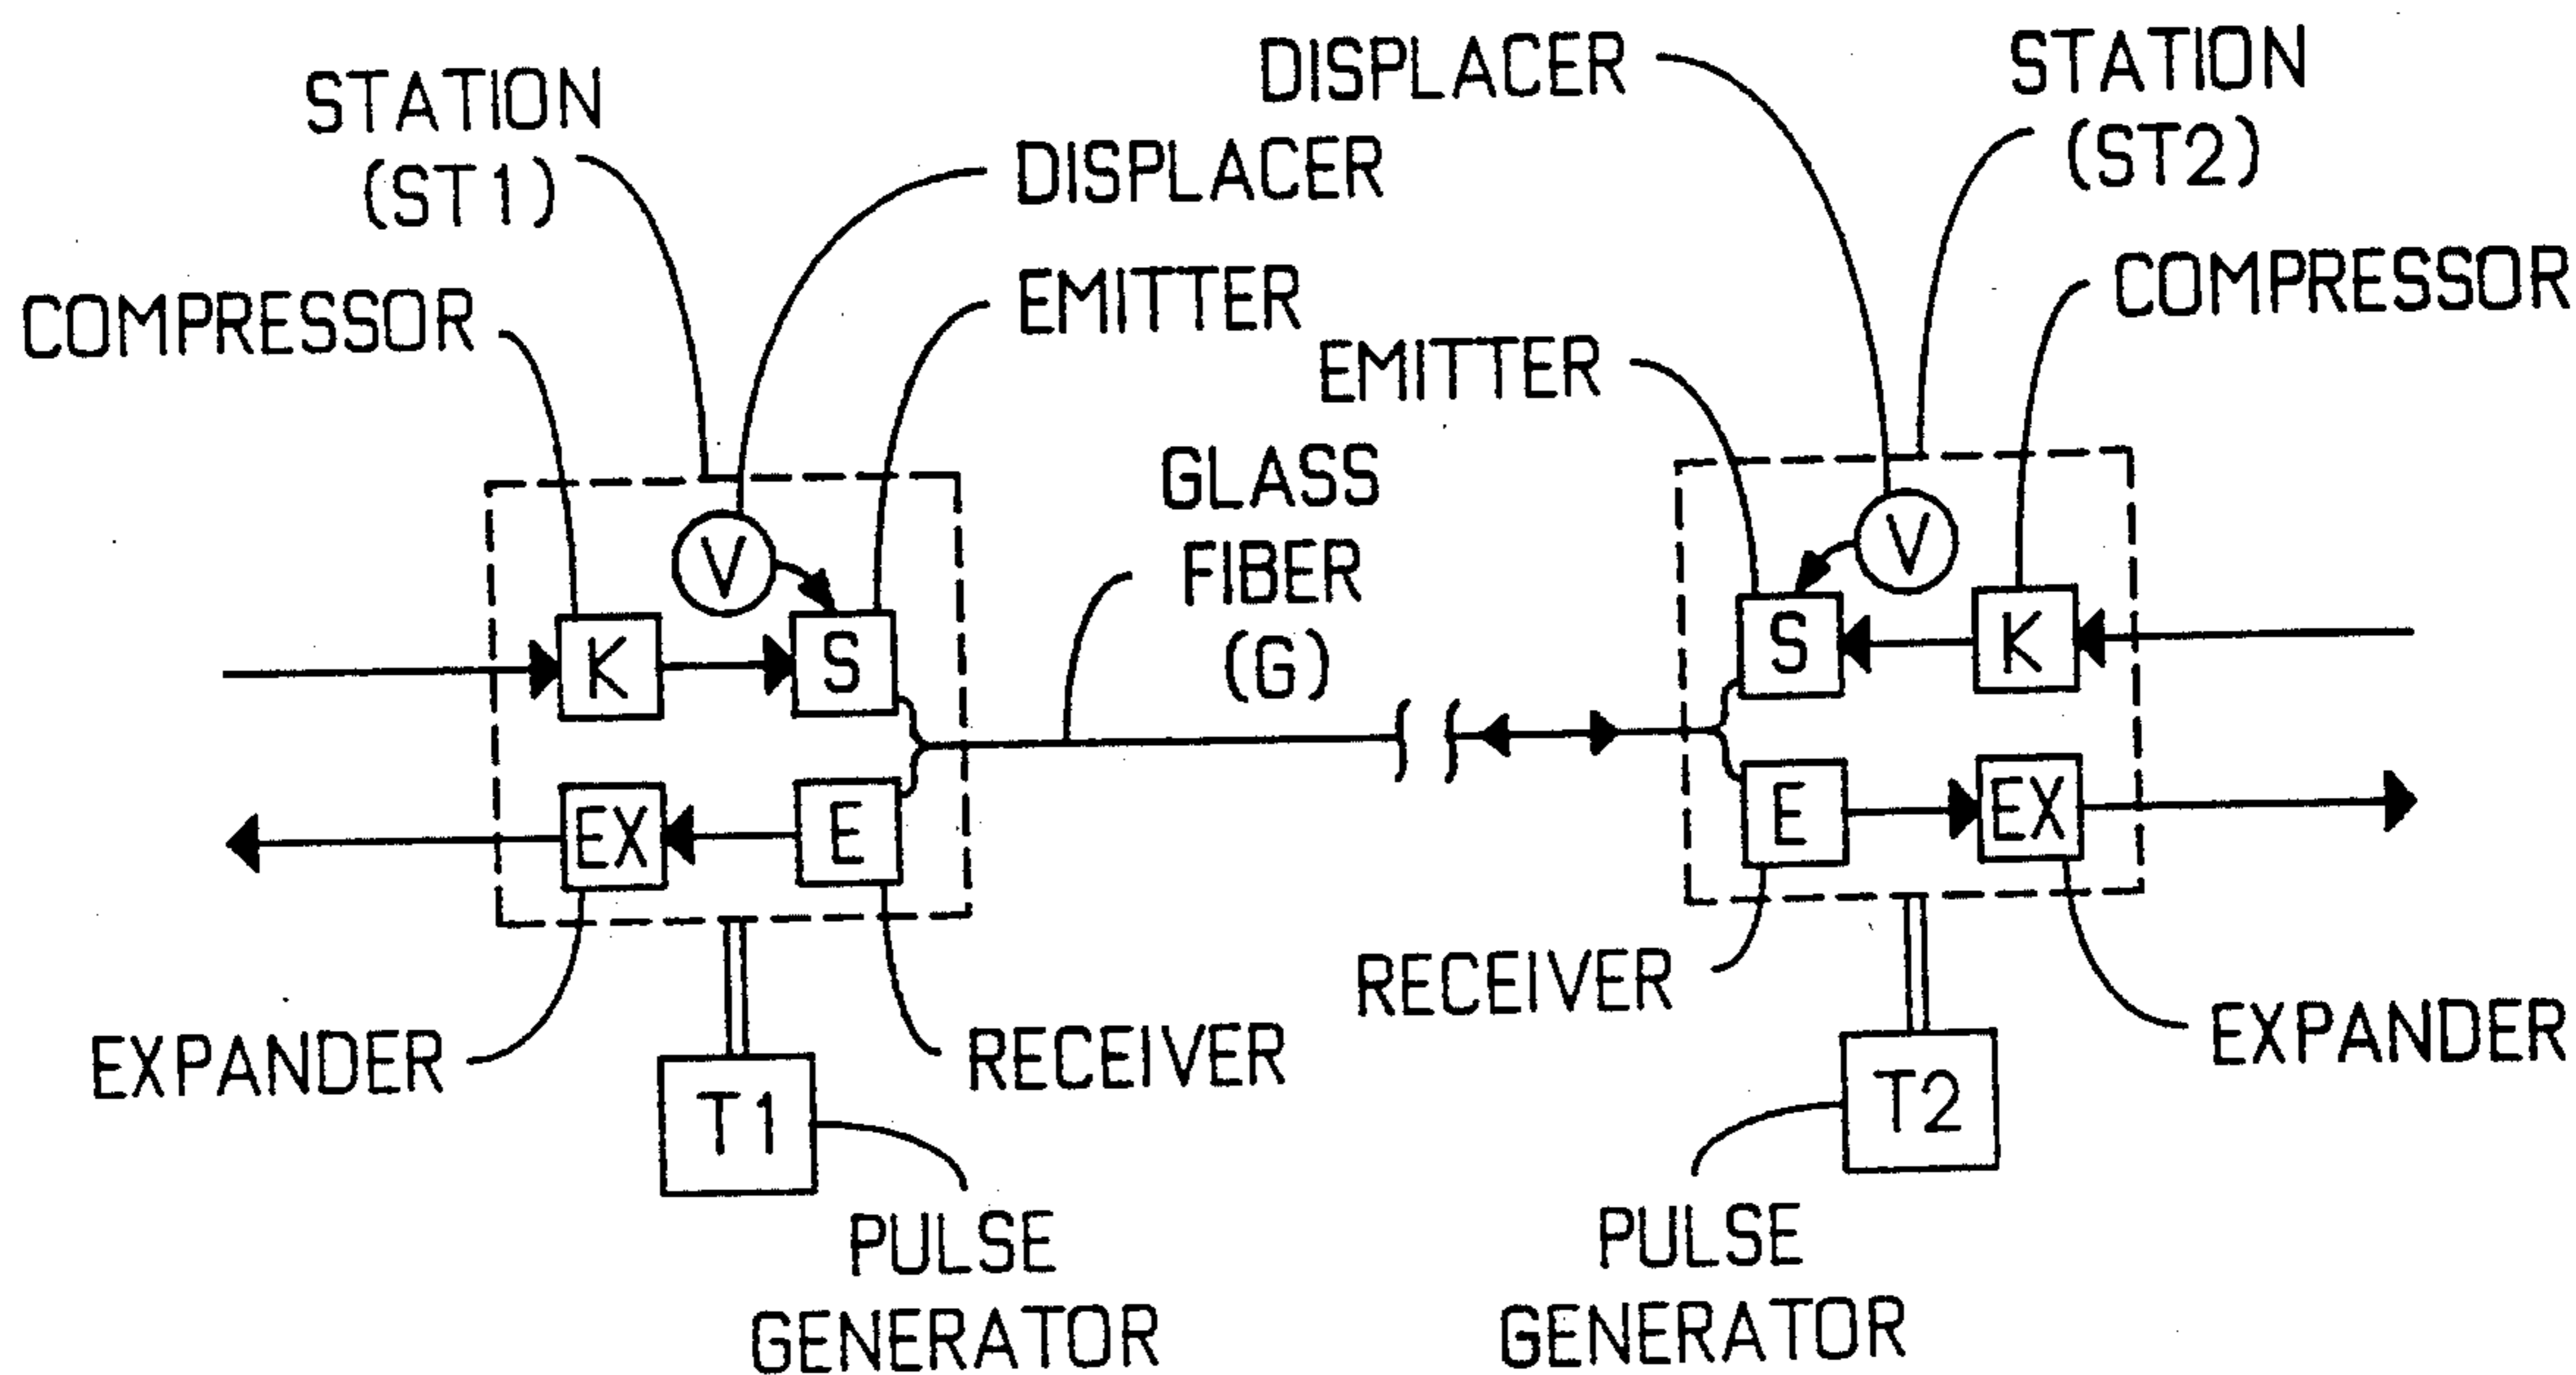 DISPLACER
STATION
(ST2)
STATION
(ST1)
DISPLACER
COMPRESSOR
EMITTER
COMPRESSOR
EMITTER
GLASS
FIBER
(G)
V
V
K
S
S
K
EX
E
E
EX
EXPANDER
RECEIVER
RECEIVER
EXPANDER
T1
T2
PULSE
GENERATOR
PULSE
GENERATOR